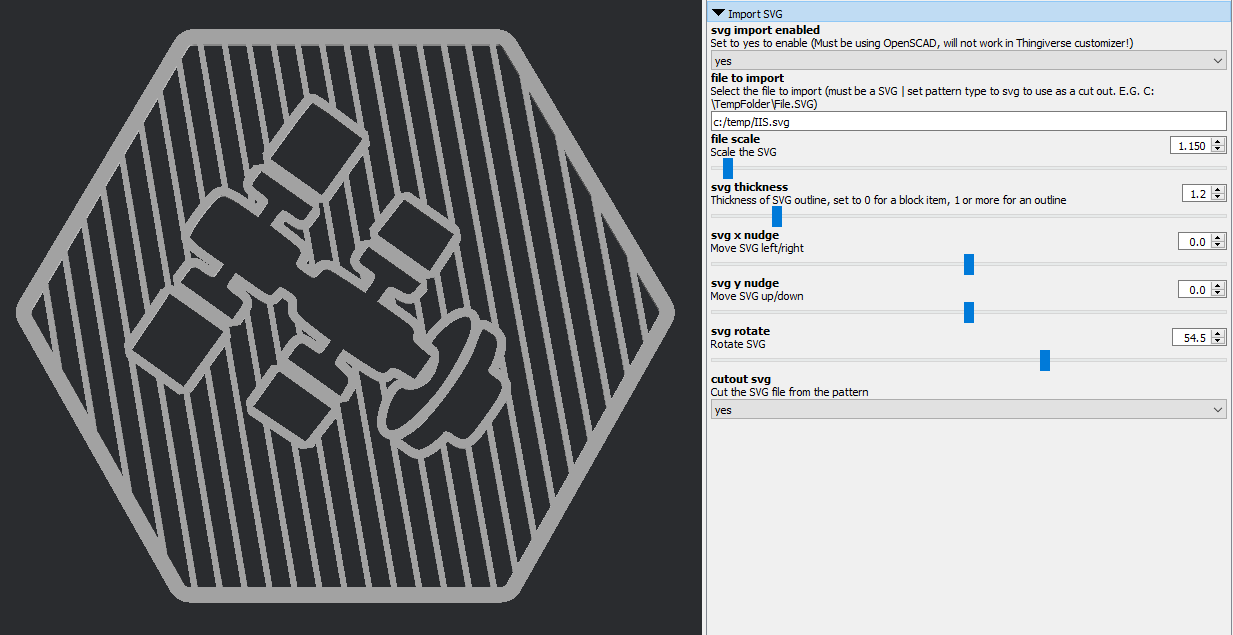 Import SVG
svg import enabled
Set to yes to enable (Must be using OpenSCAD, will not work in Thingiverse customizer!)
yes
file to import
Select the file to import (must be a SVG | set pattern type to svg to use as a cut out. E.G. C:
\TempFolder\File.SVG)
c:/temp/IIS.svg
file scale
Scale the SVG
1.150
svg thickness
Thickness of SVG outline, set to 0 for a block item, 1 or more for an outline
1.2
svg x nudge
Move SVG left/right
0.0
svg y nudge
Move SVG up/down
0.0
svg rotate
Rotate SVG
54.5
cutout svg
Cut the SVG file from the pattern
yes